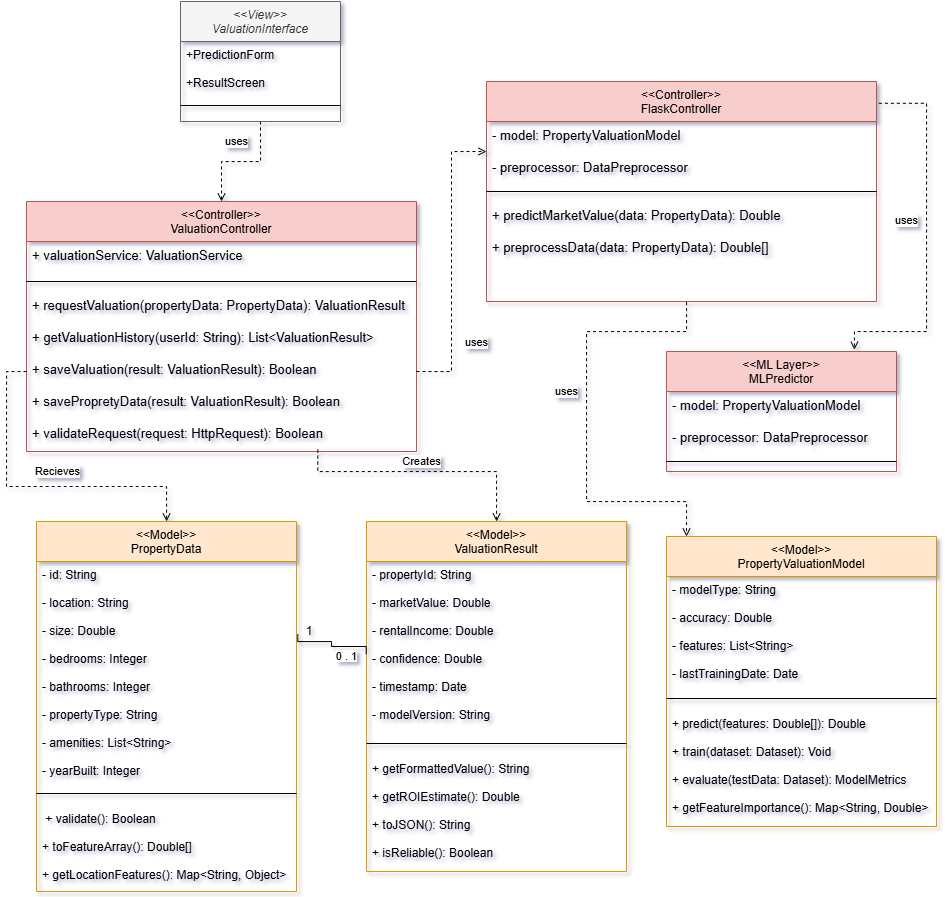 <<View>>
ValuationInterface
+PredictionForm
+ResultScreen
uses
<<Controller>>
FlaskController
- model: PropertyValuationModel
- preprocessor: DataPreprocessor
+ predictMarketValue(data: PropertyData): Double
+ preprocessData(data: PropertyData): Double[]
uses
<<Controller>>
ValuationController
+ valuationService: ValuationService
+ requestValuation(propertyData: PropertyData): ValuationResult
+ getValuationHistory(userId: String): List<ValuationResult>
+ saveValuation(result: ValuationResult): Boolean
+ savePropretyData(result: ValuationResult): Boolean
+ validateRequest(request: HttpRequest): Boolean
uses
uses
<<ML Layer>>
MLPredictor
- model: PropertyValuationModel
- preprocessor: DataPreprocessor
Recieves
Creates
<<Model>>
PropertyData
- id: String
- location: String
- size: Double
- bedrooms: Integer
- bathrooms: Integer
- propertyType: String
- amenities: List<String>
- yearBuilt: Integer
+ validate(): Boolean
+ toFeatureArray(): Double[]
+ getLocationFeatures(): Map<String, Object>
1
0 . 1
<<Model>>
ValuationResult
- propertyId: String
- marketValue: Double
- rentalIncome: Double
- confidence: Double
- timestamp: Date
- modelVersion: String
+ getFormattedValue(): String
+ getROIEstimate(): Double
+ toJSON(): String
+ isReliable(): Boolean
<<Model>>
PropertyValuationModel
- modelType: String
- accuracy: Double
- features: List<String>
- lastTrainingDate: Date
+ predict(features: Double[]): Double
+ train(dataset: Dataset): Void
+ evaluate(testData: Dataset): ModelMetrics
+ getFeatureImportance(): Map<String, Double>